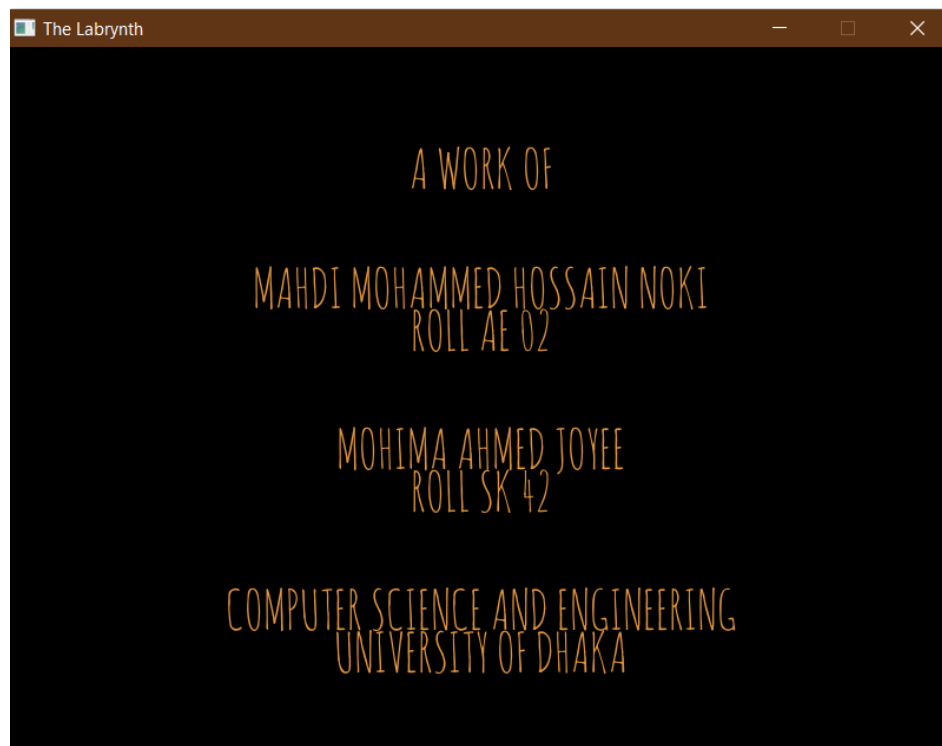 The Labrynth
A WORK OF
MAHDI MOHAMMED HOSSAIN NOKI
ROLL AE 02
MOHIMA AHMED JOYEE
ROLL SK 42
COMPUTER SCIENCE AND ENGINEERING
UNIVERSITY OF DHAKA